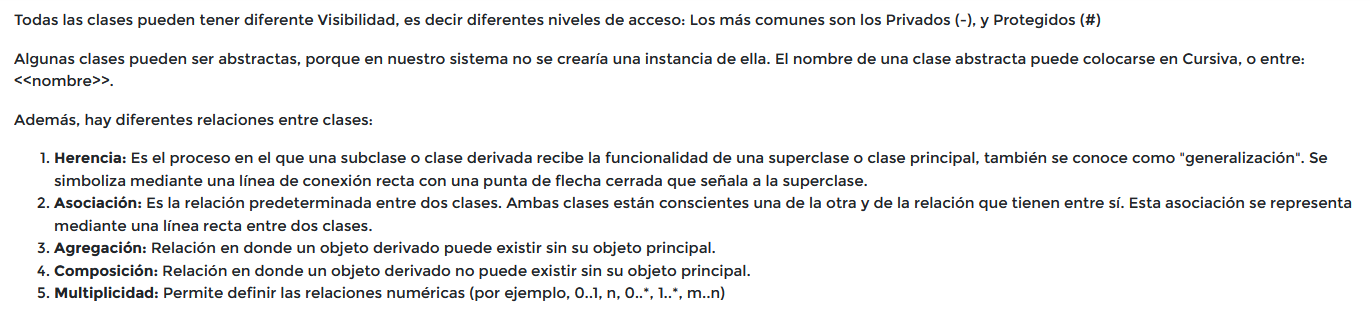 Todas las clases pueden tener diferente Visibilidad, es decir diferentes niveles de acceso: Los más comunes son los Privados (-), y Protegidos (#)
Algunas clases pueden ser abstractas, porque en nuestro sistema no se crearía una instancia de ella. El nombre de una clase abstracta puede colocarse en Cursiva, o entre:
<<nombre>>.
Además, hay diferentes relaciones entre clases:
1. Herencia: Es el proceso en el que una subclase o clase derivada recibe la funcionalidad de una superclase o clase principal, también se conoce como "generalización". Se
simboliza mediante una línea de conexión recta con una punta de flecha cerrada que señala a la superclase.
2. Asociación: Es la relación predeterminada entre dos clases. Ambas clases están conscientes una de la otra y de la relación que tienen entre sí. Esta asociación se representa
mediante una línea recta entre dos clases.
3. Agregación: Relación en donde un objeto derivado puede existir sin su objeto principal.
4. Composición: Relación en donde un objeto derivado no puede existir sin su objeto principal.
5. Multiplicidad: Permite definir las relaciones numéricas (por ejemplo, 0..1, n, 0..*, 1..*, m..n)